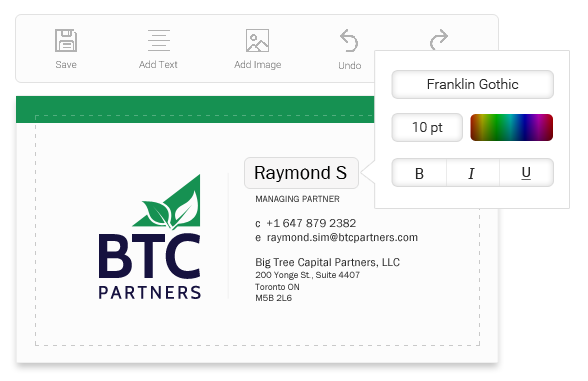 Save
Add Text
Add Image
Undo
Franklin Gothic
10 pt
B I U
Raymond S
MANAGING PARTNER
c +1 647 879 2382
e raymond.sim@btcpartners.com
Big Tree Capital Partners, LLC
200 Yonge St., Suite 4407
Toronto ON
M5B 2L6
BTC
PARTNERS